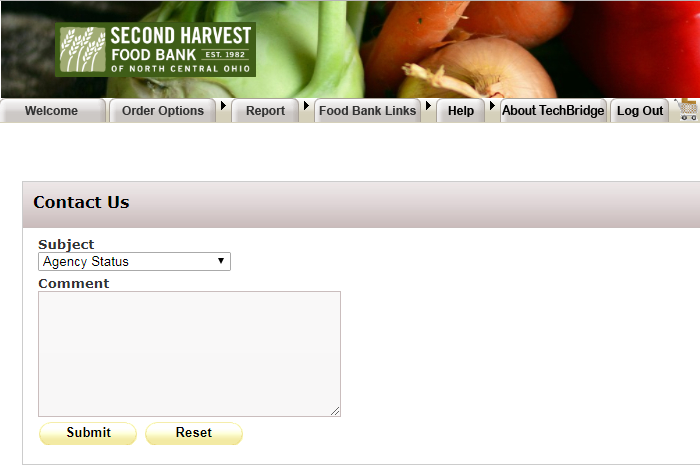 SECOND HARVEST
FOOD BANK EST. 1982
OF NORTH CENTRAL OHIO
Welcome Order Options Report Food Bank Links Help About TechBridge Log Out
Contact Us
Subject
Agency Status
Comment
Submit Reset